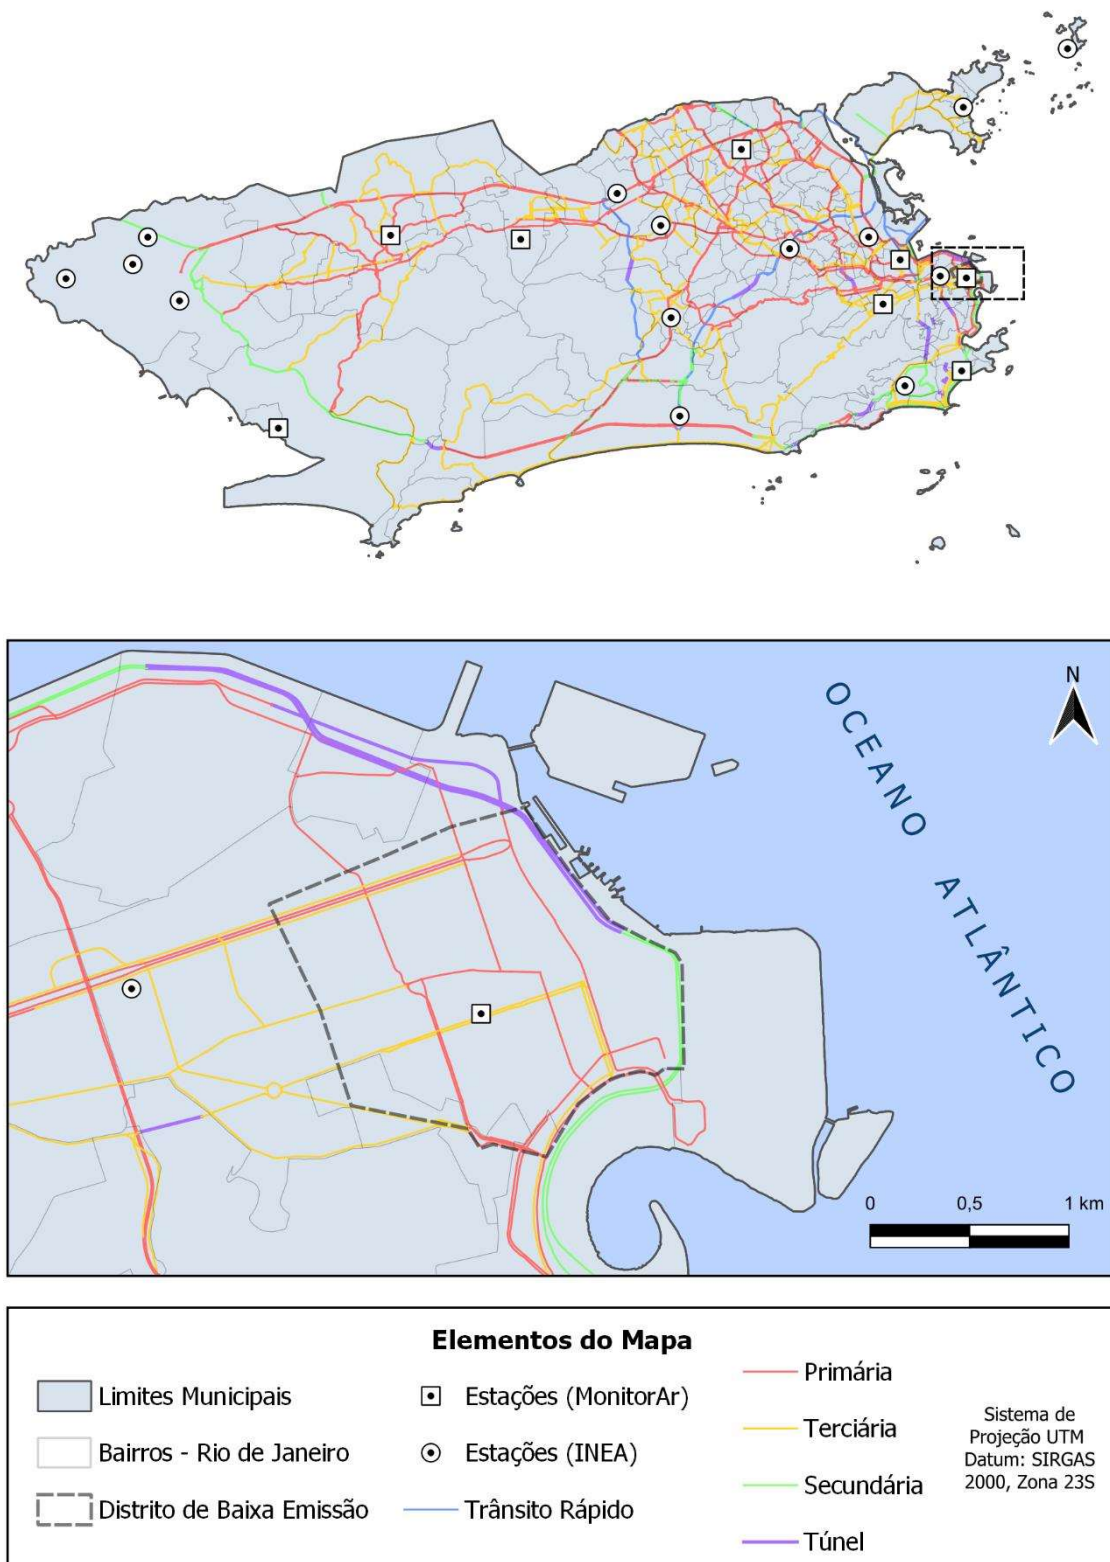 N
OCEANO ATLÂNTICO
0 0,5 1 km
Elementos do Mapa
Limites Municipais
Bairros - Rio de Janeiro
Distrito de Baixa Emissão
Estações (MonitorAr)
Estações (INEA)
Trânsito Rápido
Primária
Terciária
Secundária
Túnel
Sistema de
Projeção UTM
Datum: SIRGAS
2000, Zona 23S